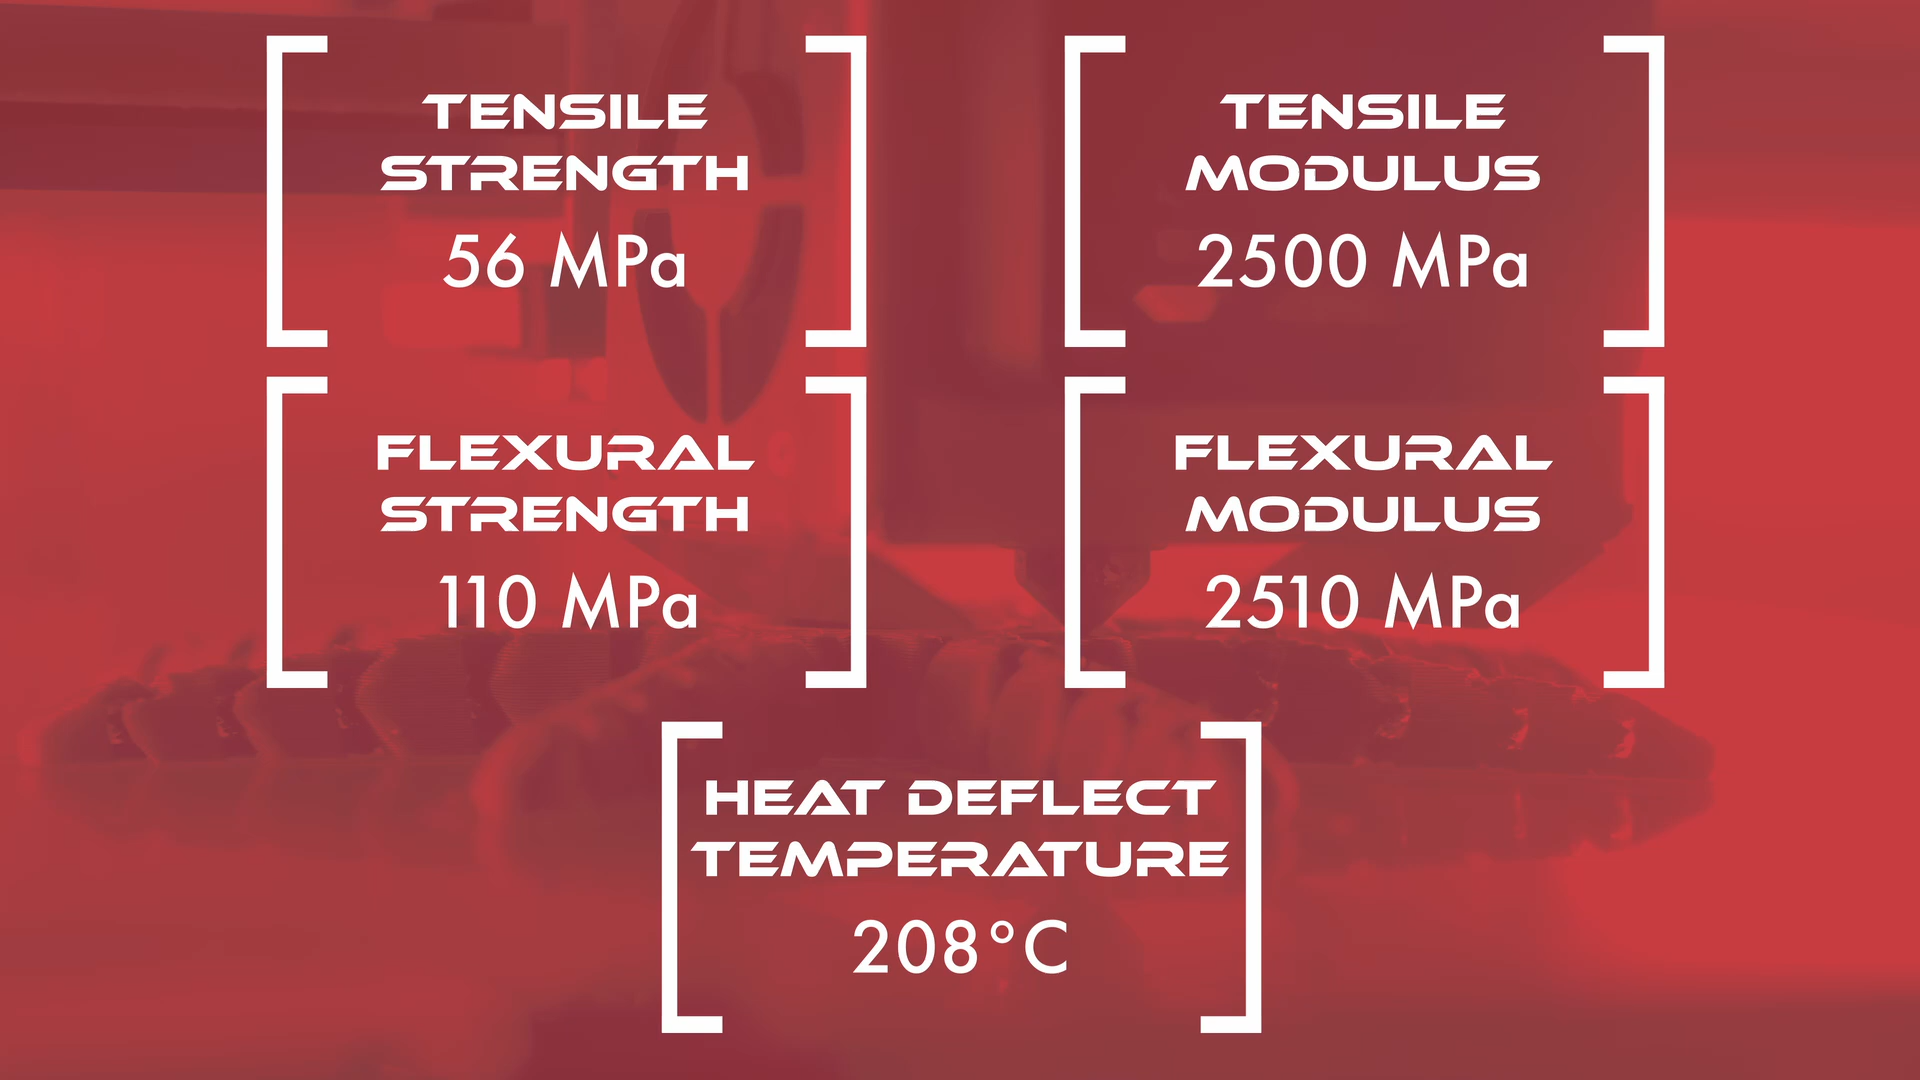 TENSILE
STRENGTH
56 MPa
TENSILE
MODULUS
2500 MPa
FLEXURAL
STRENGTH
110 MPa
FLEXURAL
MODULUS
2510 MPa
HEAT DEFLECT
TEMPERATURE
208°C